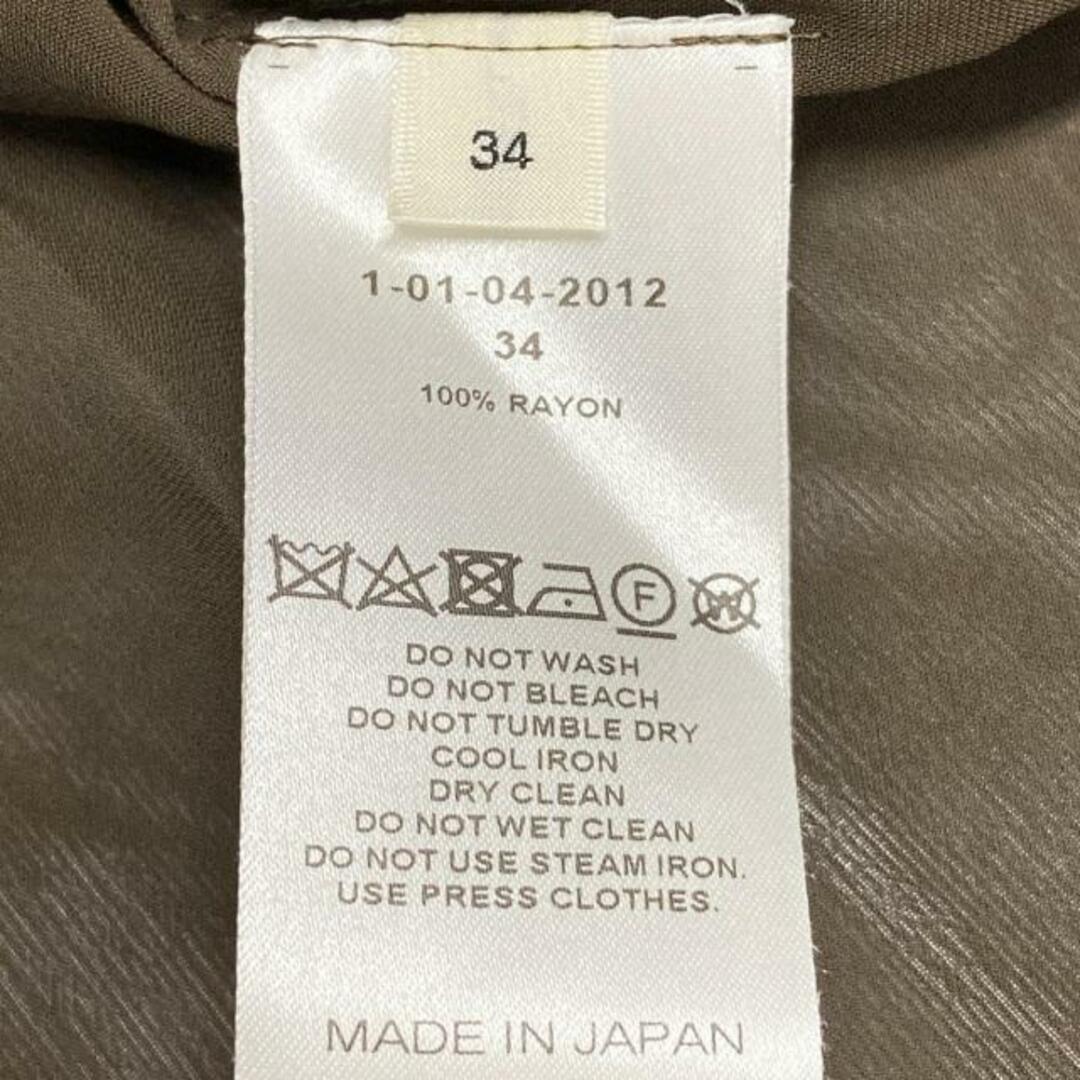 34
1-01-04-2012
34
100% RAYON
F W
DO NOT WASH
DO NOT BLEACH
DO NOT TUMBLE DRY
COOL IRON
DRY CLEAN
DO NOT WET CLEAN
DO NOT USE STEAM IRON.
USE PRESS CLOTHES.
MADE IN JAPAN